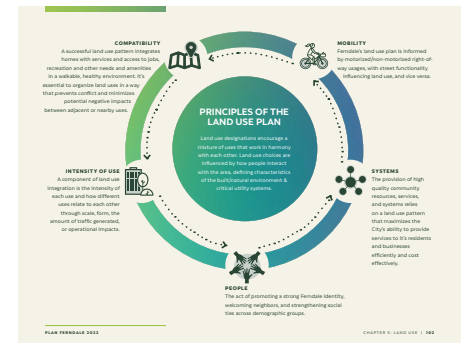 COMPATIBILITY
A successful land use pattern integrates
homes with services and access to jobs,
recreation and other needs and amenities
in a walkable, healthy environment. It's
essential to organize land uses in a way
that prevents conflict and minimizes
potential negative impacts
between adjacent or nearby uses.
MOBILITY
Ferndale's land use plan is informed
by motorized/non-motorized right-of-
way usages, with street functionality
influencing land use, and vice versa.
PRINCIPLES OF THE
LAND USE PLAN
Land use designations encourage a
mixture of uses that work in harmony
with each other. Land use choices are
influenced by how people interact
with the area, defining characteristics
of the built/natural environment &
critical utility systems.
INTENSITY OF USE
A component of land use
integration is the intensity of
each use and how different
uses relate to each other
through scale, form, the
amount of traffic generated,
or operational impacts.
SYSTEMS
The provision of high
quality community
resources, services,
and systems relies
on a land use pattern
that maximizes the
City's ability to provide
services to it's residents
and businesses
efficiently and cost
effectively.
PEOPLE
The act of promoting a strong Ferndale identity,
welcoming neighbors, and strengthening social
ties across demographic groups.
PLAN FERNDALE 2022
CHAPTER 5: LAND USE | 162